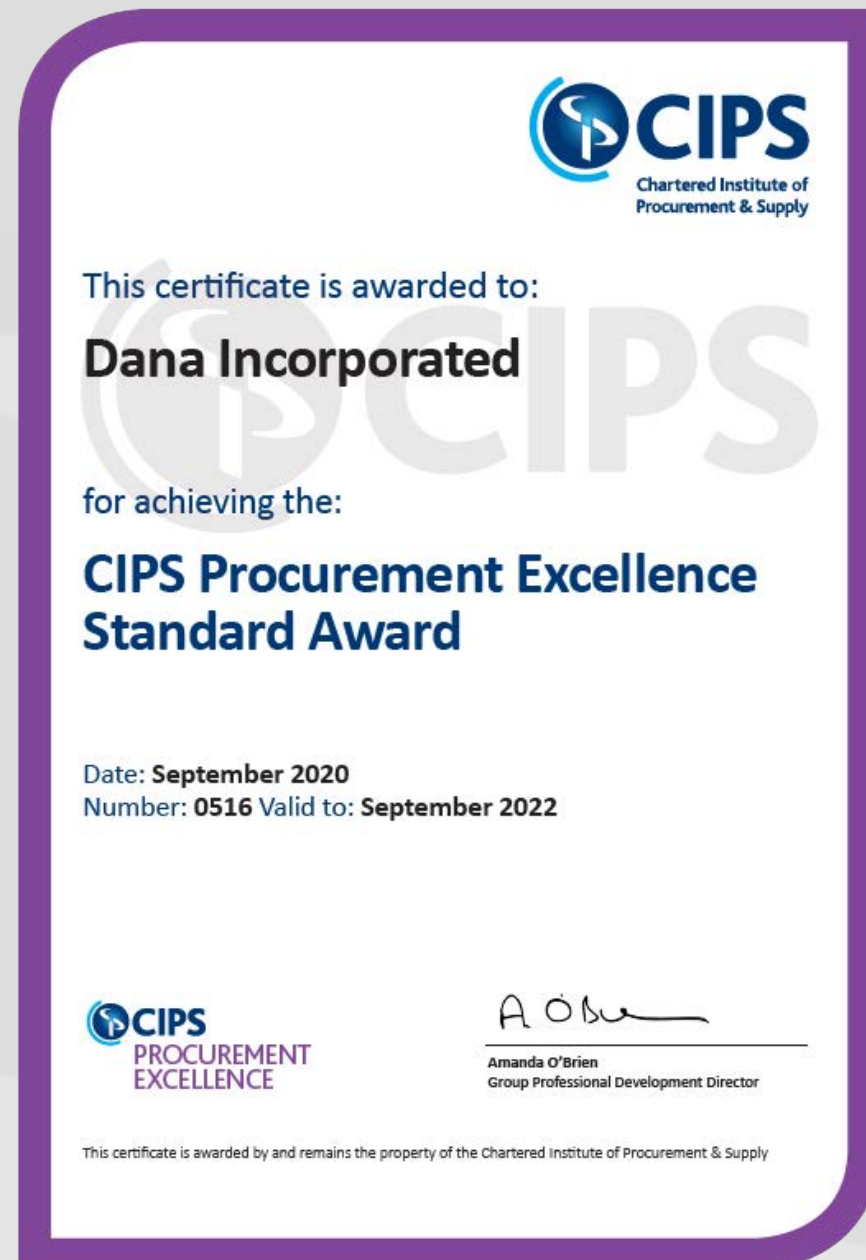 CIPS
Chartered Institute of
Procurement & Supply
This certificate is awarded to:
Dana Incorporated
CIPS
for achieving the:
CIPS Procurement Excellence
Standard Award
Date: September 2020
Number: 0516 Valid to: September 2022
CIPS
PROCUREMENT
EXCELLENCE
A O'B
Amanda O'Brien
Group Professional Development Director
This certificate is awarded by and remains the property of the Chartered Institute of Procurement & Supply